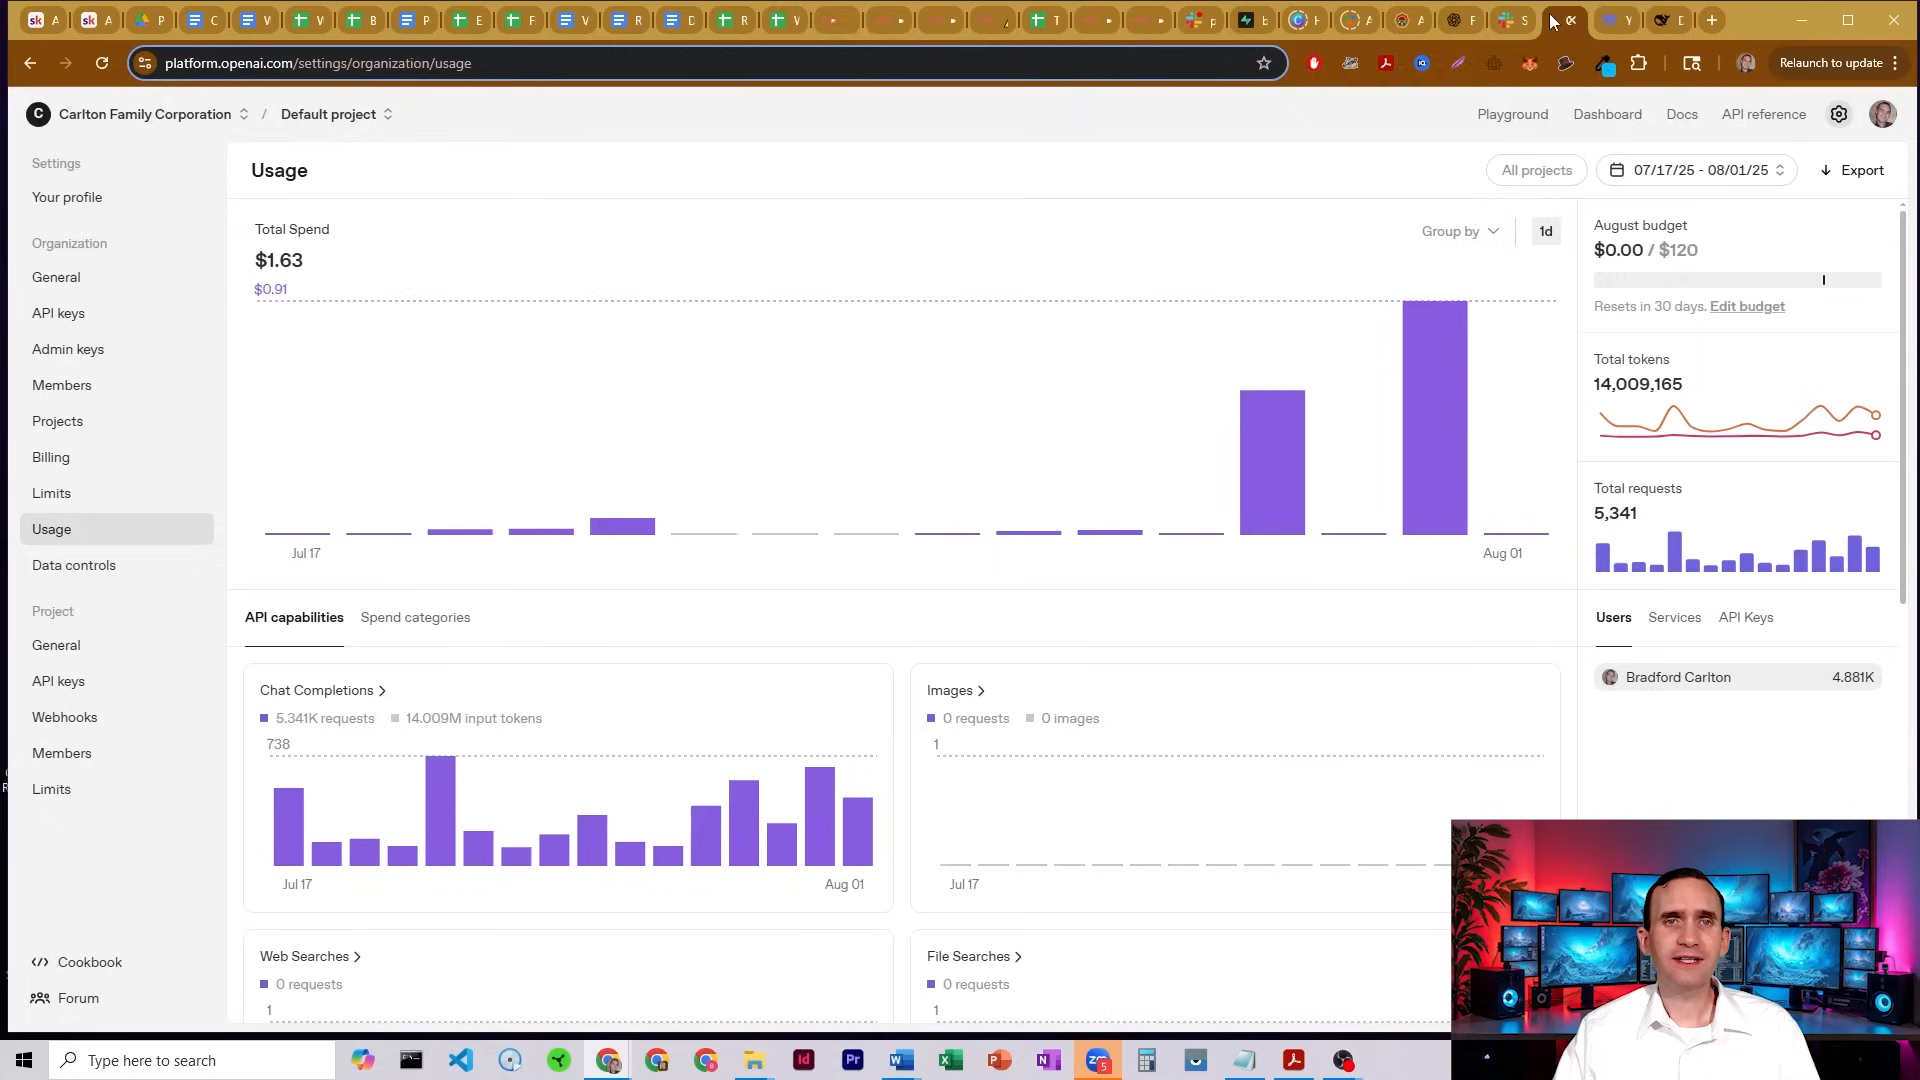 platform.openai.com/settings/organization/usage
Relaunch to update
C Carlton Family Corporation / Default project
Playground Dashboard Docs API reference
Settings
Your profile
Organization
General
API keys
Admin keys
Members
Projects
Billing
Limits
Usage
Data controls
Project
General
API keys
Webhooks
Members
Limits
Cookbook
Forum
Usage
All projects 07/17/25 - 08/01/25 Export
Total Spend
$1.63
$0.91
Group by 1d
Jul 17 Aug 01
August budget
$0.00 / $120
Resets in 30 days. Edit budget
Total tokens
14,009,165
Total requests
5,341
API capabilities Spend categories
Users Services API Keys
Bradford Carlton 4.881K
Chat Completions
5.341K requests 14.009M input tokens
738
Jul 17 Aug 01
Images
0 requests 0 images
1
Jul 17
Web Searches
0 requests
1
File Searches
0 requests
1
Type here to search